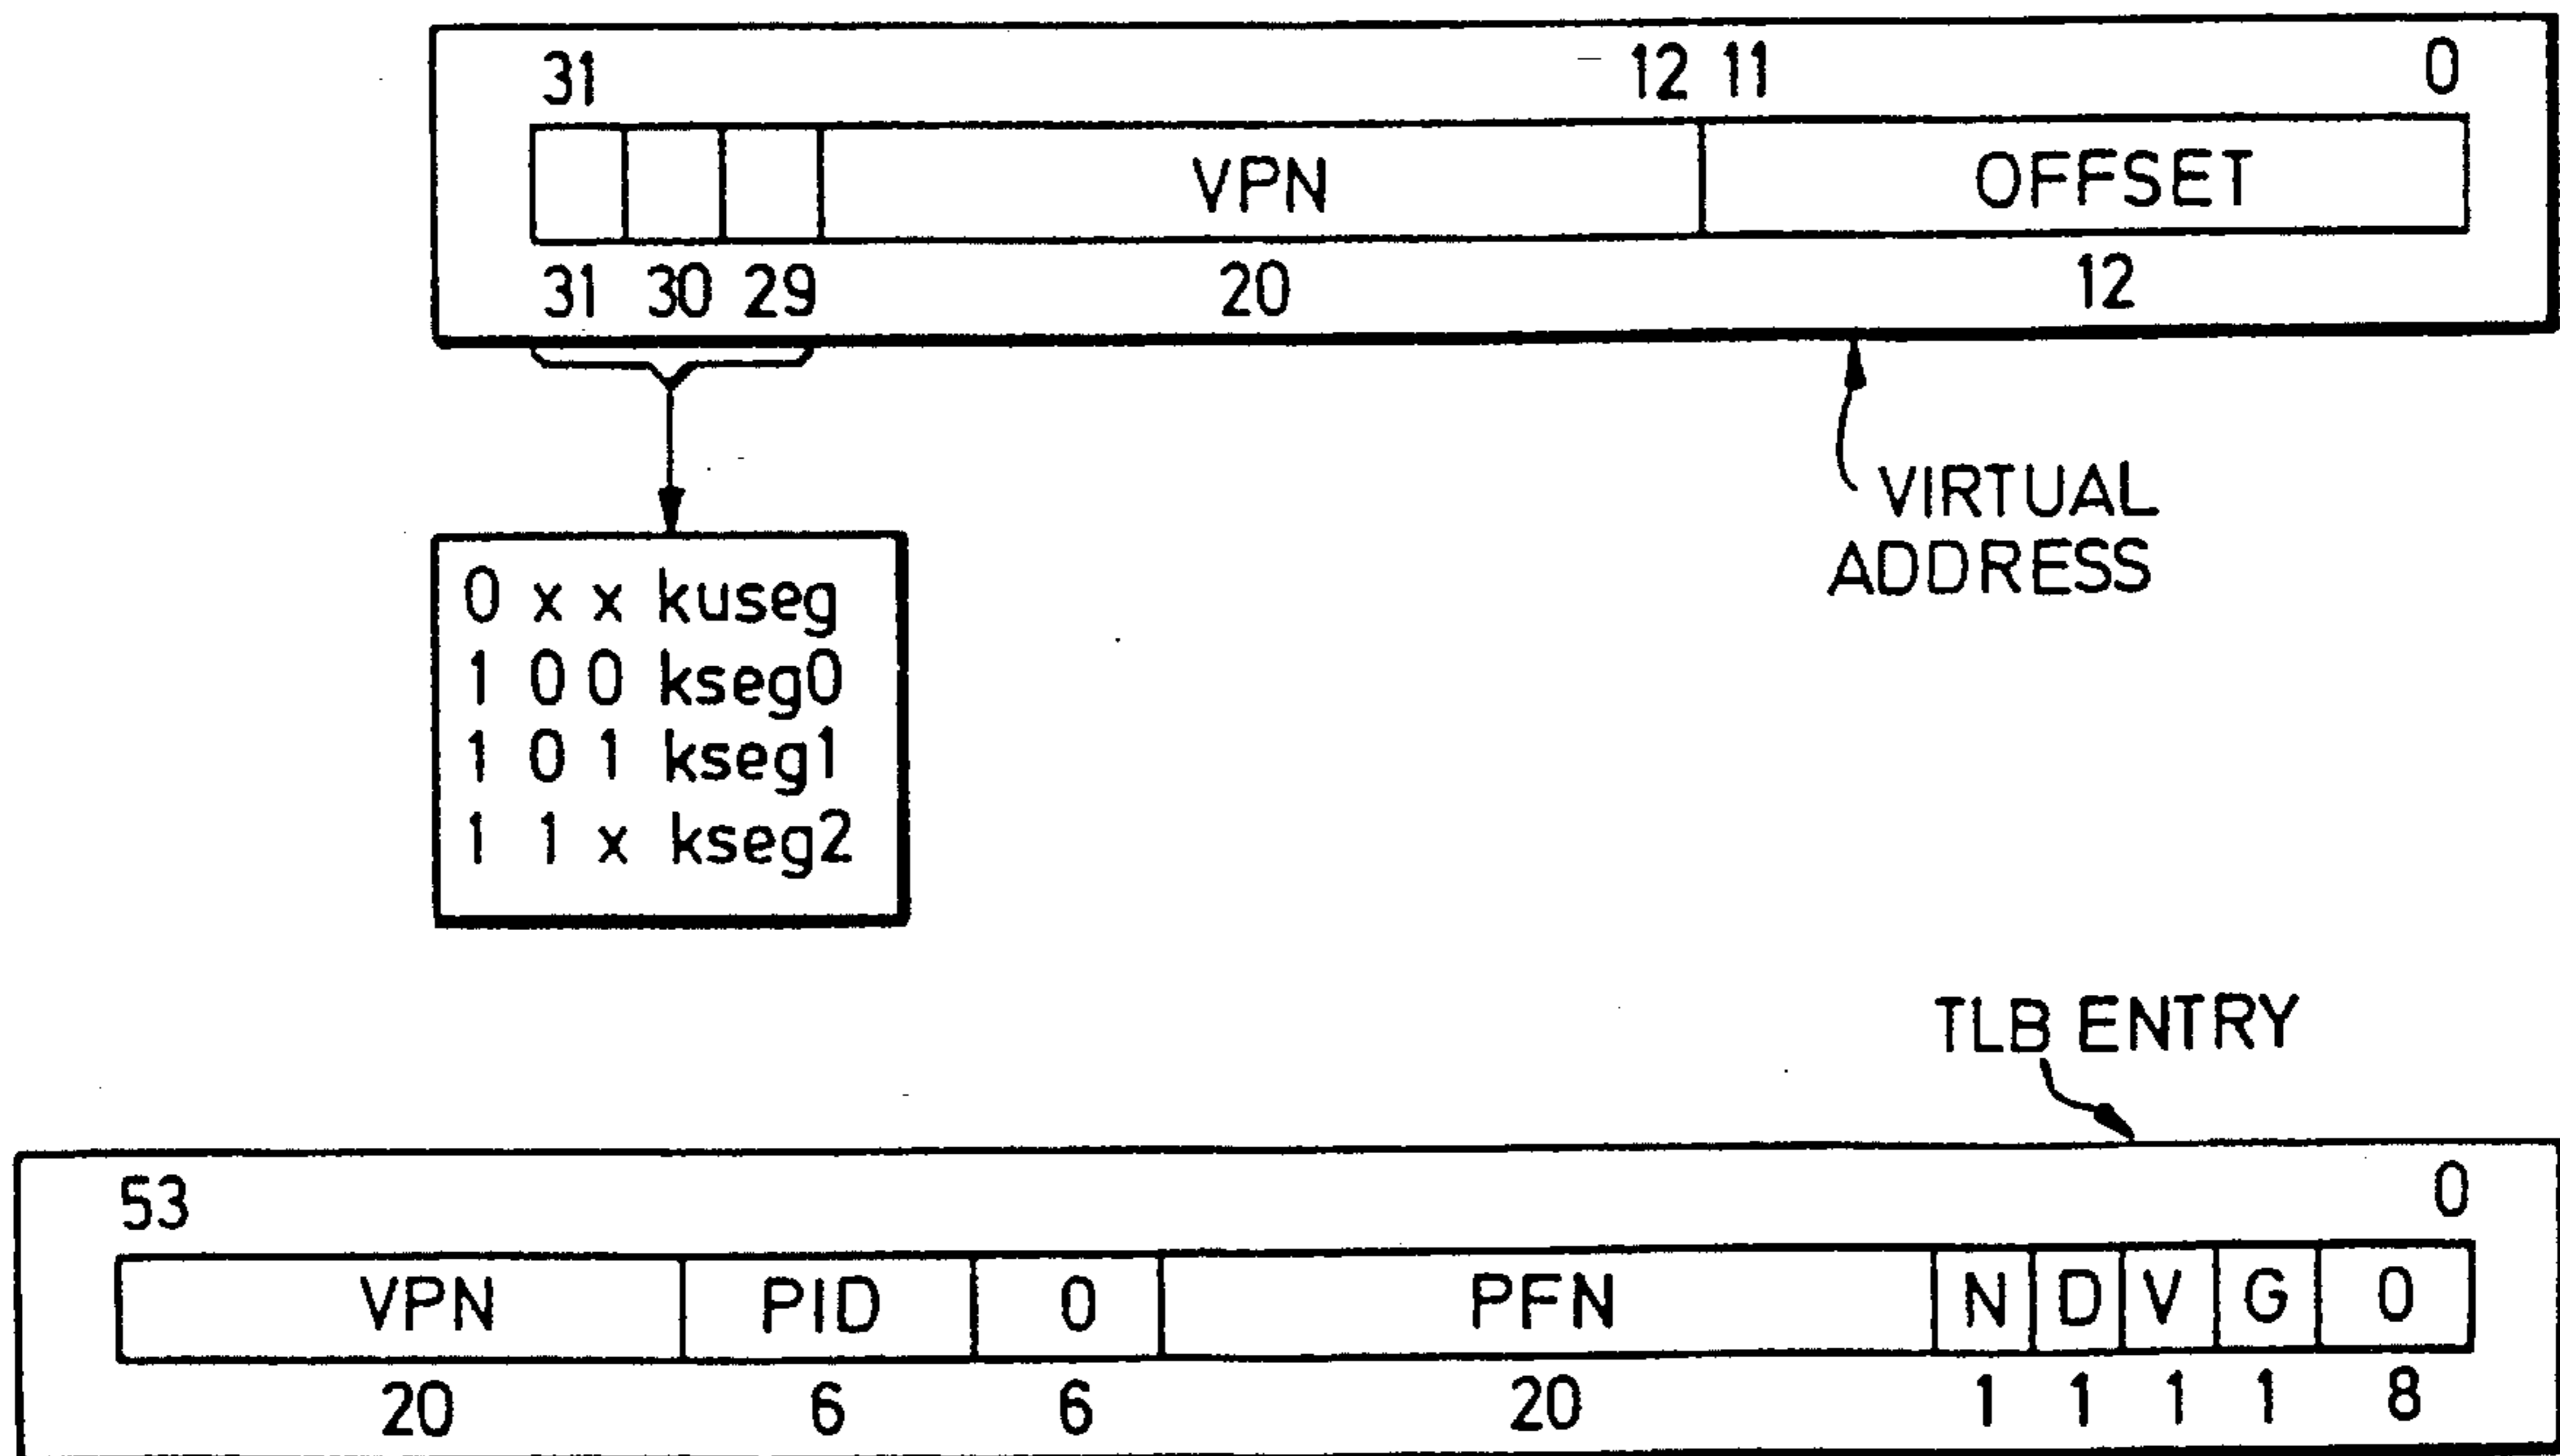 31 12 11 0
VPN OFFSET
31 30 29 20 12
VIRTUAL
ADDRESS
0 x x kuseg
1 0 0 kseg0
1 0 1 kseg1
1 1 x kseg2
TLB ENTRY
53 0
VPN PID 0 PFN N D V G 0
20 6 6 20 1 1 1 1 8